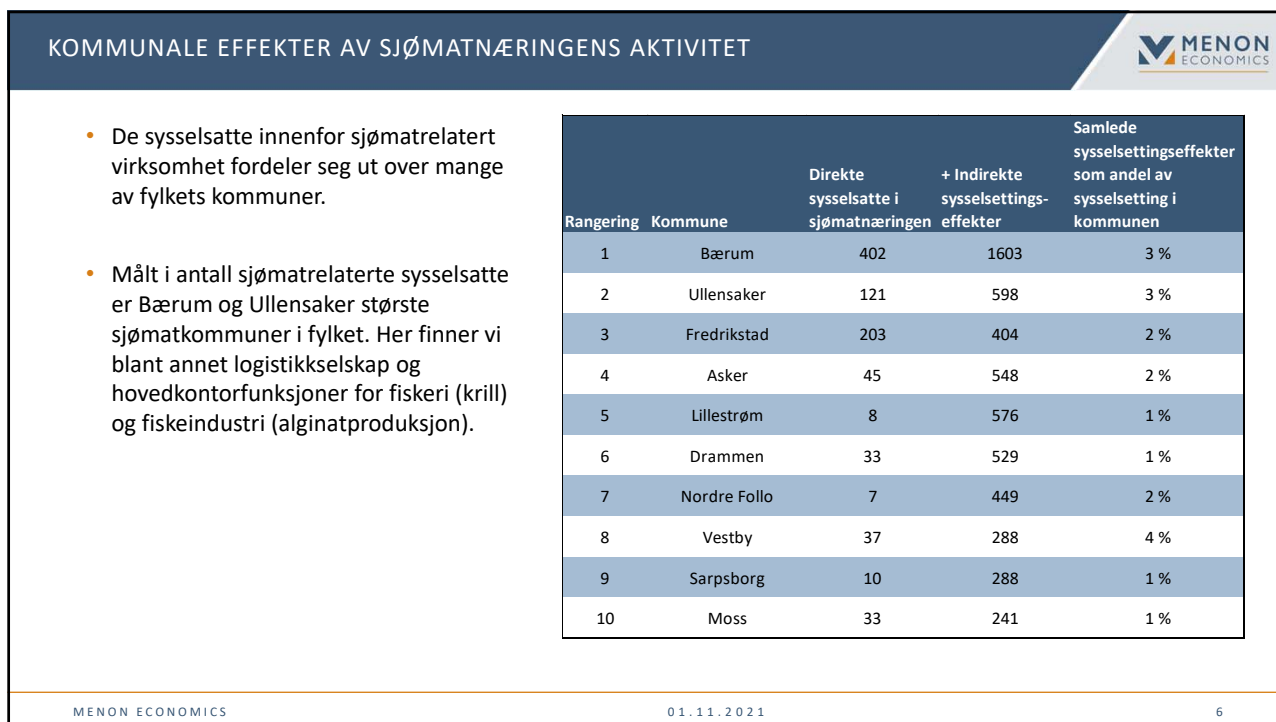 KOMMUNALE EFFEKTER AV SJØMATNÆRINGENS AKTIVITET
MENON
ECONOMICS
• De sysselsatte innenfor sjømatrelatert
virksomhet fordeler seg ut over mange
av fylkets kommuner.
• Målt i antall sjømatrelaterte sysselsatte
er Bærum og Ullensaker største
sjømatkommuner i fylket. Her finner vi
blant annet logistikkselskap og
hovedkontorfunksjoner for fiskeri (krill)
og fiskeindustri (alginatproduksjon).
Rangering
Kommune
Direkte
sysselsatte i
sjømatnæringen
+ Indirekte
sysselsettings-
effekter
Samlede
sysselsettingseffekter
som andel av
sysselsetting i
kommunen
1 Bærum 402 1603 3 %
2 Ullensaker 121 598 3 %
3 Fredrikstad 203 404 2 %
4 Asker 45 548 2 %
5 Lillestrøm 8 576 1 %
6 Drammen 33 529 1 %
7 Nordre Follo 7 449 2 %
8 Vestby 37 288 4 %
9 Sarpsborg 10 288 1 %
10 Moss 33 241 1 %
MENON ECONOMICS 01.11.2021 6